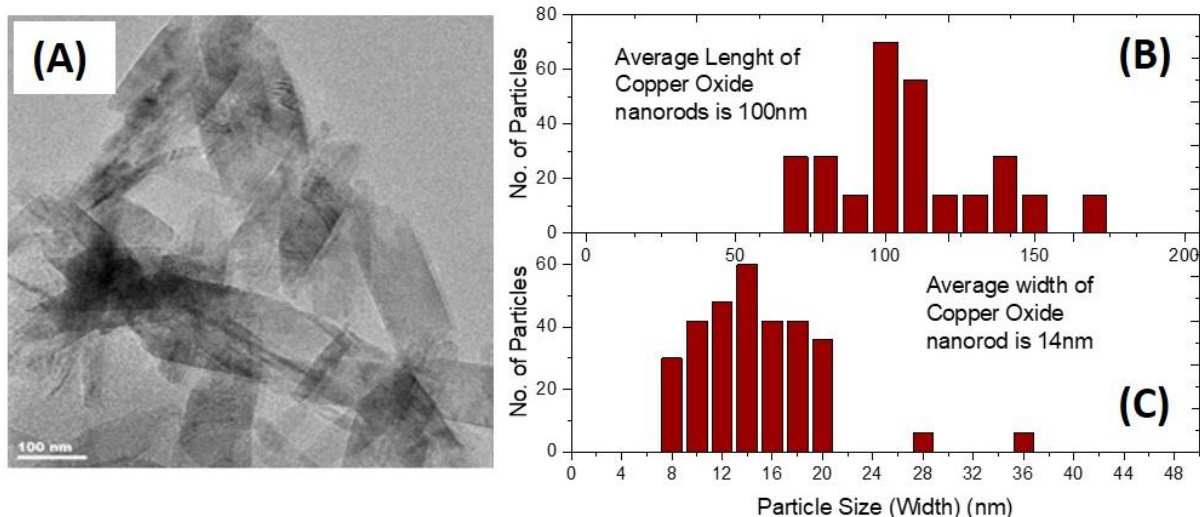 (A)
100 nm
80
60
40
20
0
No. of Particles
Average Lenght of
Copper Oxide
nanorods is 100nm
(B)
0 50 100 150 200
60
40
20
0
No. of Particles
Average width of
Copper Oxide
nanorod is 14nm
(C)
0 4 8 12 16 20 24 28 32 36 40 44 48
Particle Size (Width) (nm)